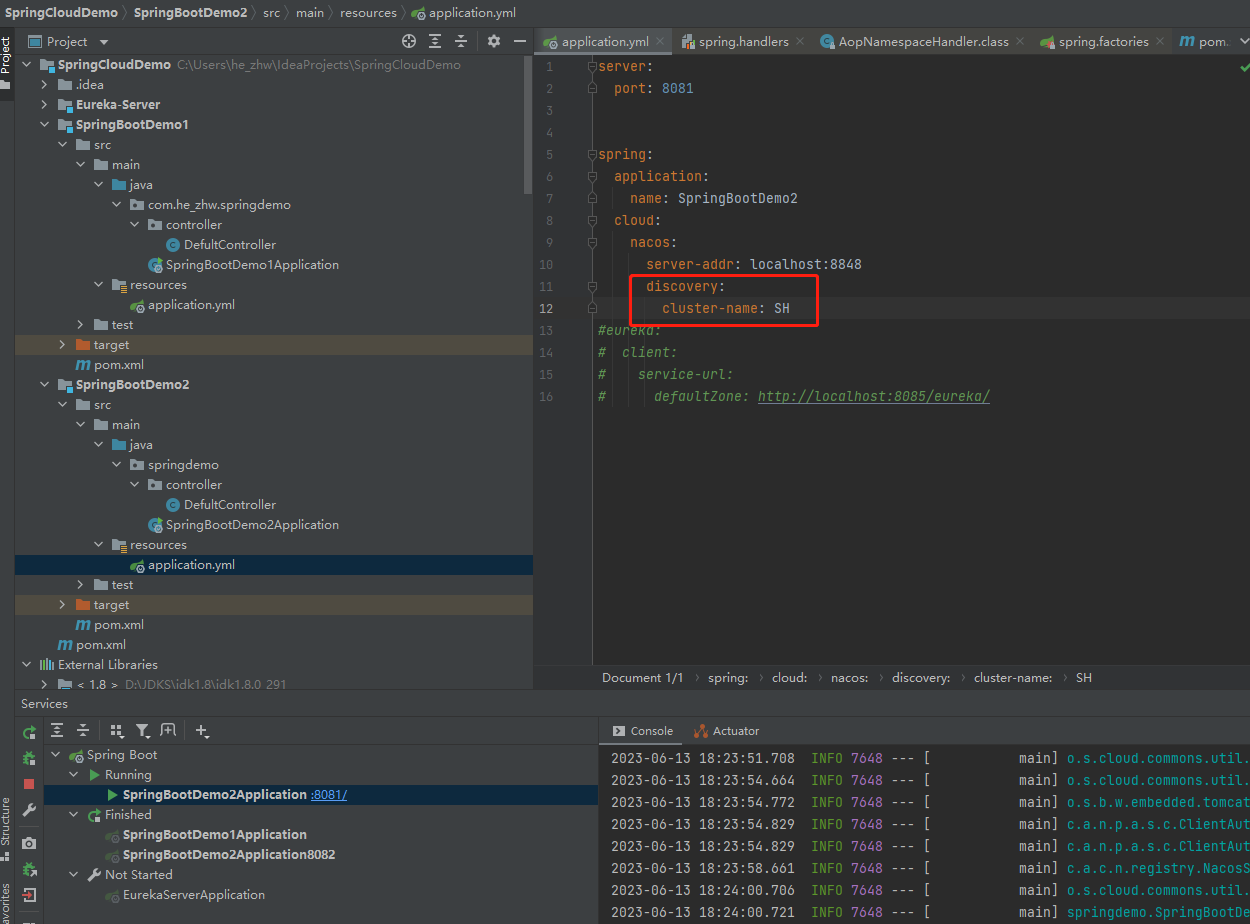 SpringCloudDemo SpringBootDemo2 src main resources application.yml
Project
Project
application.yml spring.handlers AopNamespaceHandler.class spring.factories pom.
SpringCloudDemo C:\Users\he_zhw\IdeaProjects\SpringCloudDemo
.idea
Eureka-Server
SpringBootDemo1
src
main
java
com.he_zhw.springdemo
controller
DefultController
SpringBootDemo1Application
resources
application.yml
test
target
pom.xml
SpringBootDemo2
src
main
java
springdemo
controller
DefultController
SpringBootDemo2Application
resources
application.yml
test
target
pom.xml
pom.xml
External Libraries
< 1.8 > D:\JDKS\jdk1.8\jdk1.8.0_291
1 server:
2 port: 8081
3
4
5 spring:
6 application:
7 name: SpringBootDemo2
8 cloud:
9 nacos:
10 server-addr: localhost:8848
11 discovery:
12 cluster-name: SH
13 #eureka:
14 # client:
15 # service-url:
16 # defaultZone: http://localhost:8085/eureka/
Document 1/1 spring: cloud: nacos: discovery: cluster-name: SH
Services
Spring Boot
Running
SpringBootDemo2Application :8081/
Finished
SpringBootDemo1Application
SpringBootDemo2Application8082
Not Started
EurekaServerApplication
Structure
avorites
Console Actuator
2023-06-13 18:23:51.708 INFO 7648 --- [ main] o.s.cloud.commons.util.
2023-06-13 18:23:54.664 INFO 7648 --- [ main] o.s.cloud.commons.util.
2023-06-13 18:23:54.772 INFO 7648 --- [ main] o.s.b.w.embedded.tomcat
2023-06-13 18:23:54.829 INFO 7648 --- [ main] c.a.n.p.a.s.c.ClientAut
2023-06-13 18:23:54.829 INFO 7648 --- [ main] c.a.n.p.a.s.c.ClientAut
2023-06-13 18:23:58.661 INFO 7648 --- [ main] c.a.c.n.registry.NacosS
2023-06-13 18:24:00.706 INFO 7648 --- [ main] o.s.cloud.commons.util.
2023-06-13 18:24:00.721 INFO 7648 --- [ main] springdemo.SpringBootDe